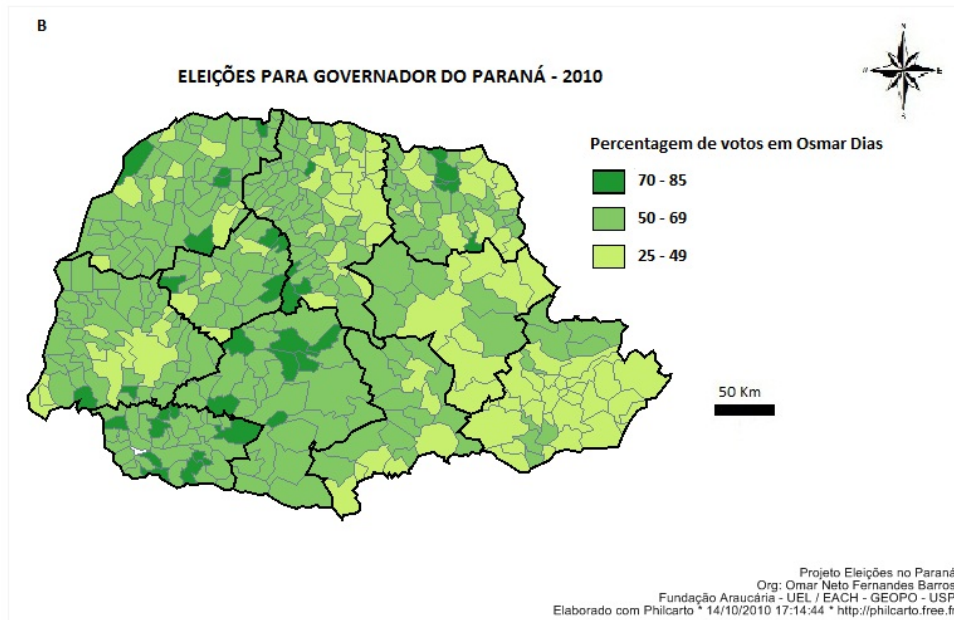 B
N
ELEIÇÕES PARA GOVERNADOR DO PARANÁ - 2010
E
Percentagem de votos em Osmar Dias
70 - 85
50 - 69
25 - 49
50 Km
Projeto Eleições no Paraná
Org: Omar Neto Fernandes Barros
Fundação Araucária - UEL / EACH - GEOPO - USP
Elaborado com Philcarto * 14/10/2010 17:14:44 * http://philcarto.free.fr